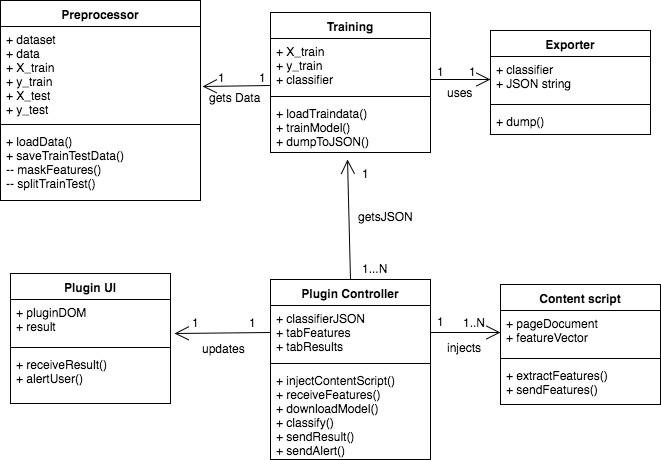 Preprocessor
+ dataset
+ data
+ X_train
+ y_train
+ X_test
+ y_test
+ loadData()
+ saveTrainTestData()
-- maskFeatures()
-- splitTrainTest()
1 1
gets Data
Training
+ X_train
+ y_train
+ classifier
+ loadTraindata()
+ trainModel()
+ dumpToJSON()
1 1
uses
Exporter
+ classifier
+ JSON string
+ dump()
1
getsJSON
1...N
Plugin UI
+ pluginDOM
+ result
+ receiveResult()
+ alertUser()
1 1
updates
Plugin Controller
+ classifierJSON
+ tabFeatures
+ tabResults
+ injectContentScript()
+ receiveFeatures()
+ downloadModel()
+ classify()
+ sendResult()
+ sendAlert()
1 1..N
injects
Content script
+ pageDocument
+ featureVector
+ extractFeatures()
+ sendFeatures()